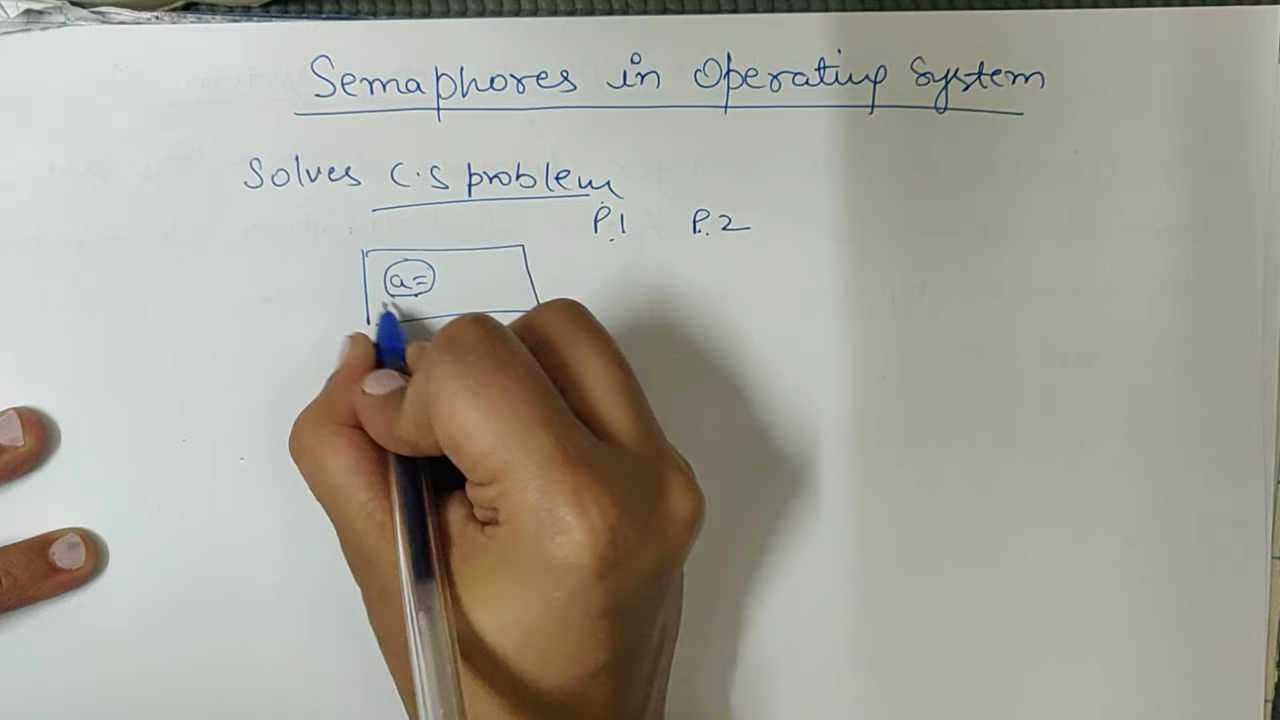 Semaphores in Operating System
Solves C.S problem
P.1 P.2
a=